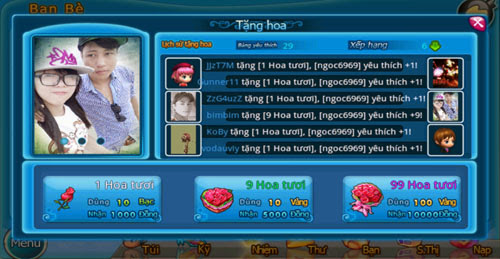 Bạn Bè
Tặng hoa
lịch sử tặng hoa Bảng yêu thích 29 Xếp hạng 6
JJzT7M tặng [1 Hoa tươi], [ngoc6969] yêu thích +1!
Gunner11 tặng [1 Hoa tươi], [ngoc6969] yêu thích +1!
ZzG4uzZ tặng [1 Hoa tươi], [ngoc6969] yêu thích +1!
bimbim tặng [9 Hoa tươi], [ngoc6969] yêu thích +9!
KoBy tặng [1 Hoa tươi], [ngoc6969] yêu thích +1!
vodauviy tặng [1 Hoa tươi], [ngoc6969] yêu thích +1!
1 Hoa tươi
Dùng 10 Bạc
Nhận 1000 Đồng
9 Hoa tươi
Dùng 10 Vàng
Nhận 5000 Đồng
99 Hoa tươi
Dùng 100 Vàng
Nhận 10000 Đồng
Menu Túi Kỹ Nhiệm Thư Bạn S.Thị Nạp